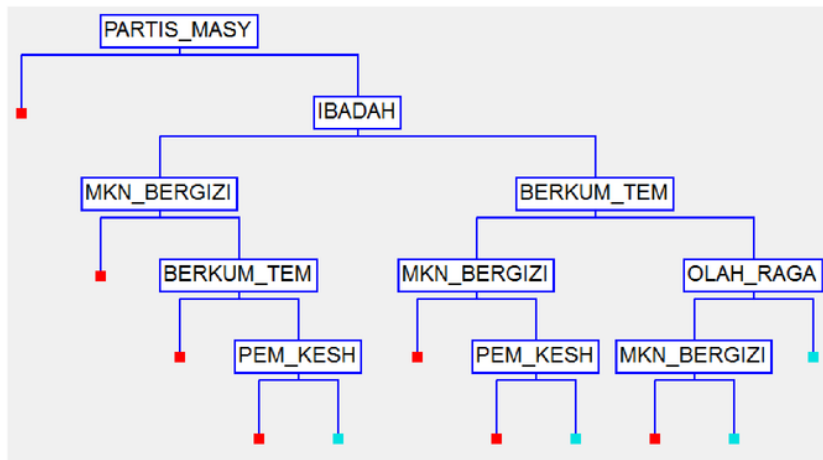 PARTIS_MASY
IBADAH
MKN_BERGIZI
BERKUM_TEM
BERKUM_TEM
MKN_BERGIZI
OLAH_RAGA
PEM_KESH
PEM_KESH
MKN_BERGIZI